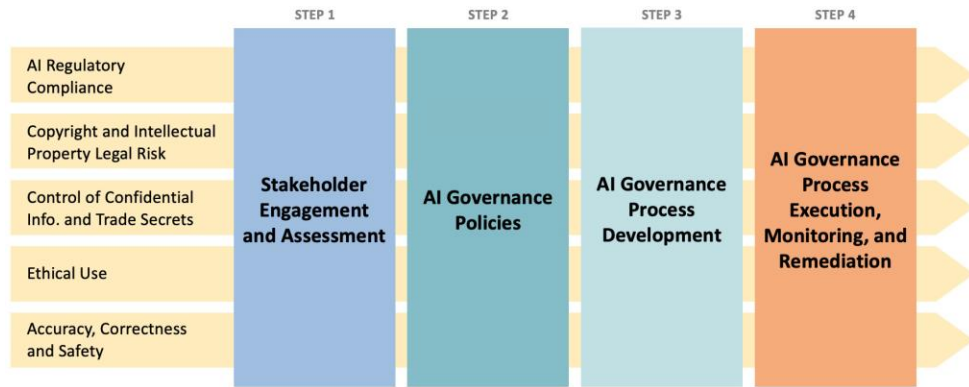 STEP 1
STEP 2
STEP 3
STEP 4
AI Regulatory
Compliance
Copyright and Intellectual
Property Legal Risk
Control of Confidential
Info. and Trade Secrets
Ethical Use
Accuracy, Correctness
and Safety
Stakeholder
Engagement
and Assessment
AI Governance
Policies
AI Governance
Process
Development
AI Governance
Process
Execution,
Monitoring, and
Remediation